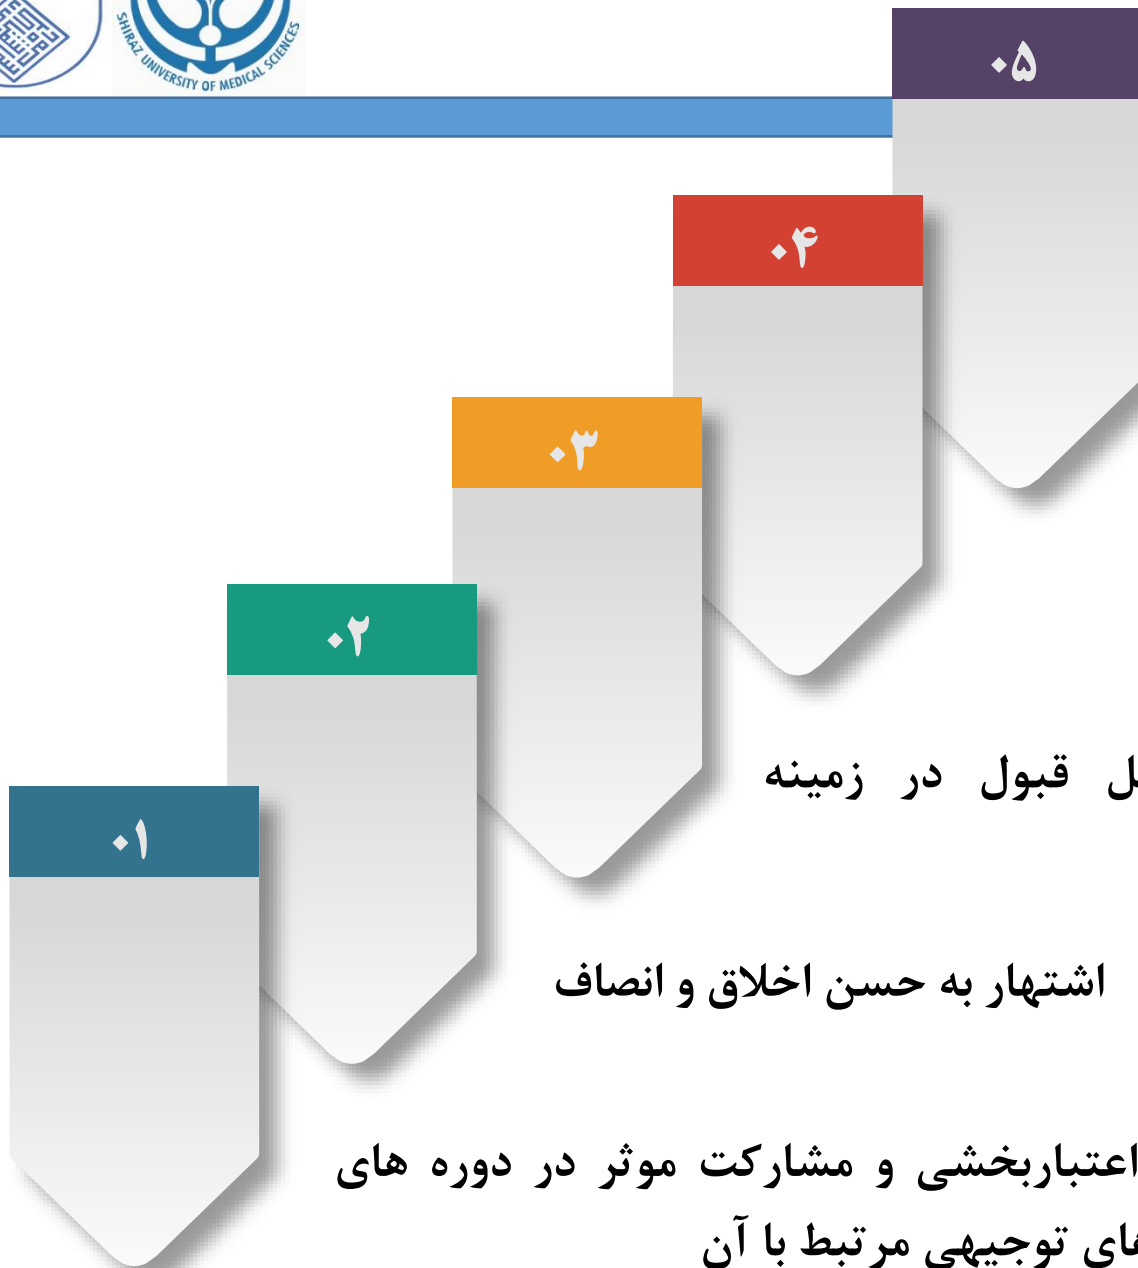 SHIRAZ UNIVERSITY OF MEDICAL SCIENCES
۰۵
۰۴
۰۳
۰۲
قبول در زمینه
۰۱
اشتهار به حسن اخلاق و انصاف
اعتباربخشی و مشارکت موثر در دوره های
توجیهی مرتبط با آن